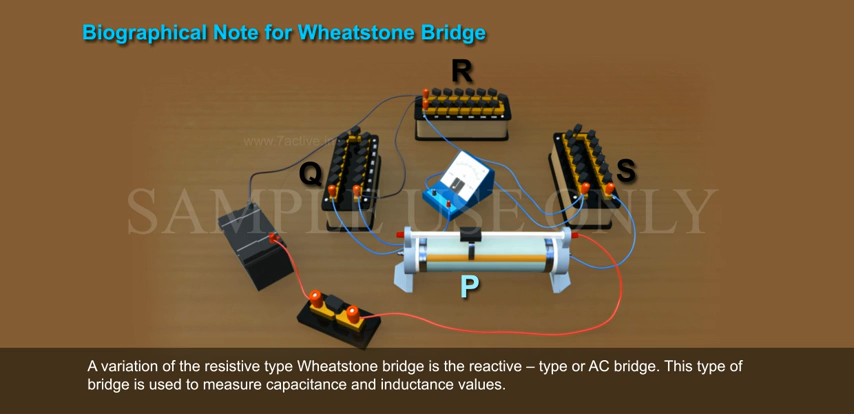 Biographical Note for Wheatstone Bridge
R
www.7active.in
Q
S
SAMPLE USE ONLY
P
A variation of the resistive type Wheatstone bridge is the reactive – type or AC bridge. This type of
bridge is used to measure capacitance and inductance values.